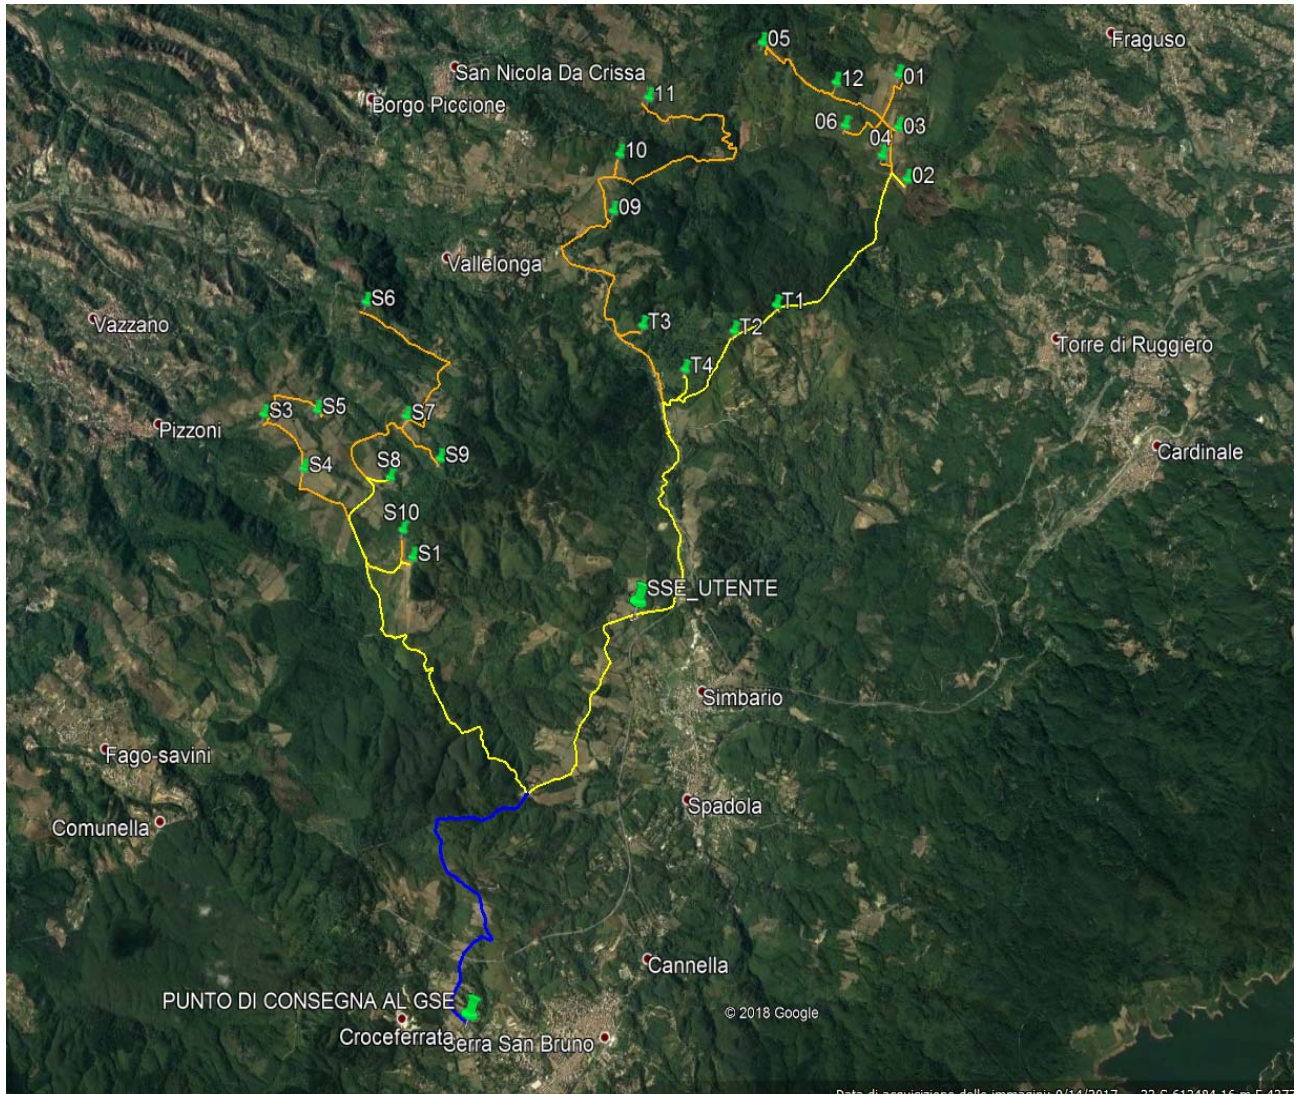 05
Fraguso
San Nicola Da Crissa
12
01
11
Borgo Piccione
06
03
04
10
02
09
Vallelonga
S6
T1
Vazzano
T3
T2
Torre di Ruggiero
T4
S3
S5
S7
Pizzoni
Cardinale
S9
S8
S4
S10
S1
SSE_UTENTE
Simbario
Fago-savini
Spadola
Comunella
Cannella
PUNTO DI CONSEGNA AL GSE
© 2018 Google
Croceferrata
Serra San Bruno